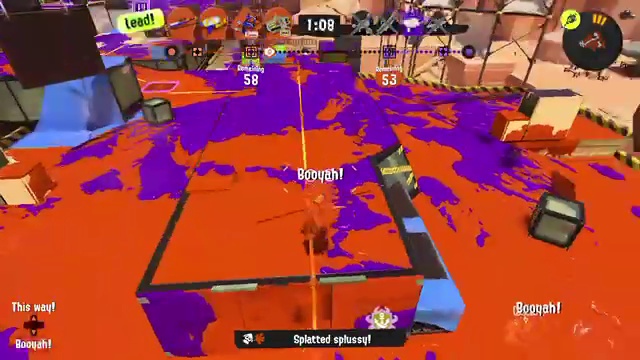 Lead!
1:08
Remaining
58
Remaining
53
Booyah!
This way!
Booyah!
Booyah!
Splatted splussy!